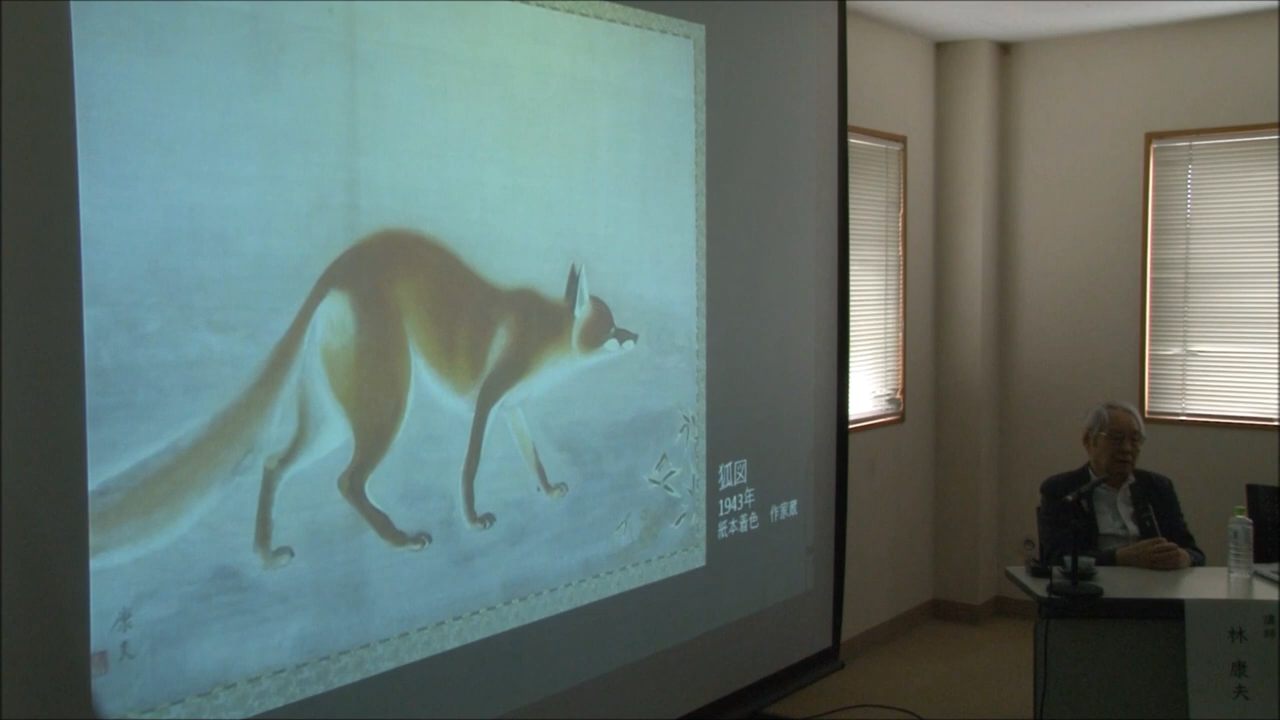 狐図
1943年
紙本着色　作家蔵
康夫
講師
林 康夫